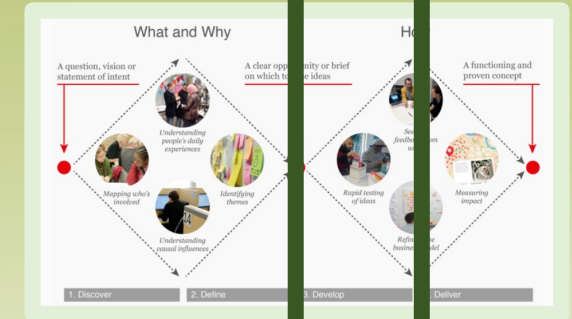 What and Why
A question, vision or
statement of intent
A clear opp nity or brief
on which to e ideas
A functioning and
proven concept
Understanding
people's daily
experiences
Mapping who's
involved
Identifying
themes
Understanding
causal influences
Rapid testing
of ideas
Measuring
impact
1. Discover
2. Define
3. Develop
Deliver